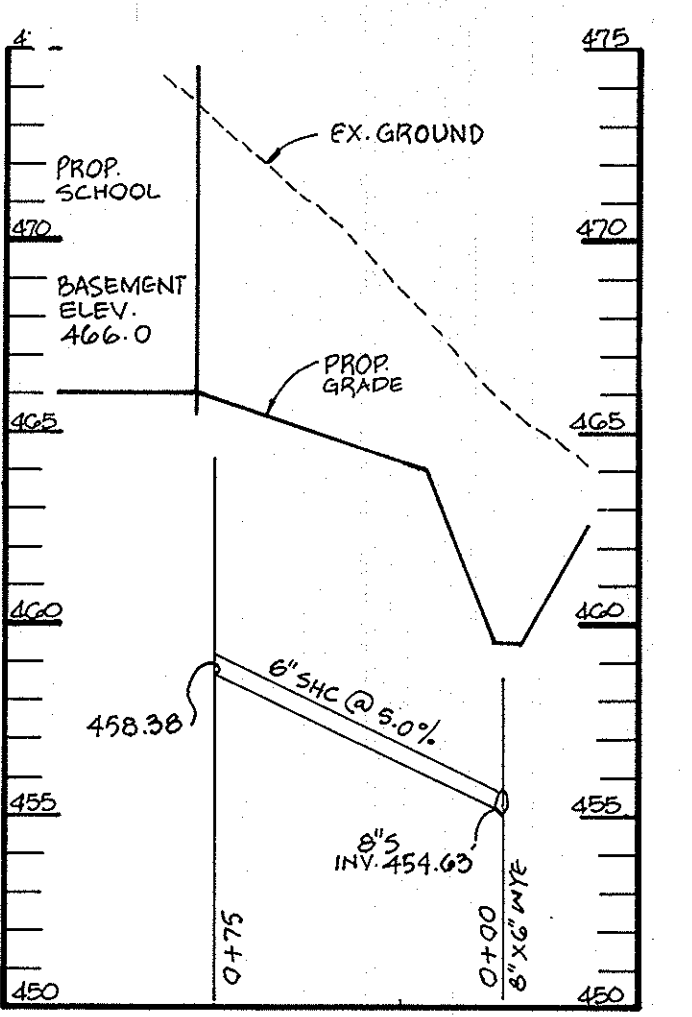 475
EX. GROUND
PROP.
SCHOOL
470
470
BASEMENT
ELEV.
466.0
PROP.
GRADE
465
465
460
460
6" SHC @ 5.0%
458.38
455
455
8"S
INV. 454.63
0+75
0+00
8" X 6" WYE
450
450